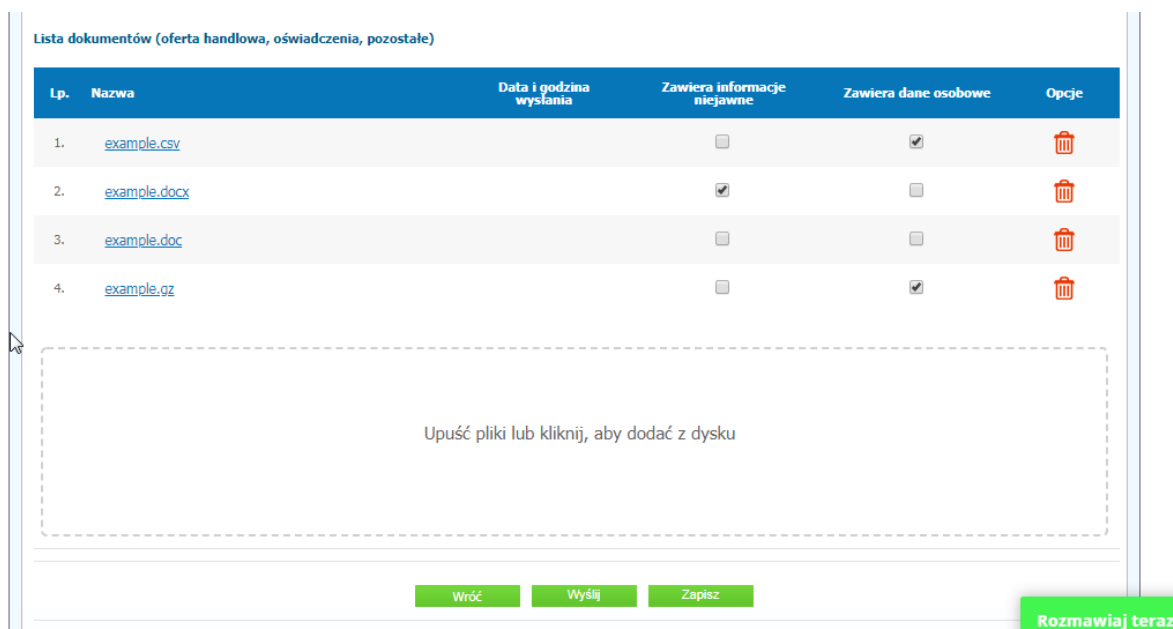 Lista dokumentów (oferta handlowa, oświadczenia, pozostałe)
Lp. Nazwa Data i godzina wysłania Zawiera informacje niejawne Zawiera dane osobowe Opcje
1. example.csv
2. example.docx
3. example.doc
4. example.gz
Upuść pliki lub kliknij, aby dodać z dysku
Wróć Wyślij Zapisz
Rozmawiaj teraz